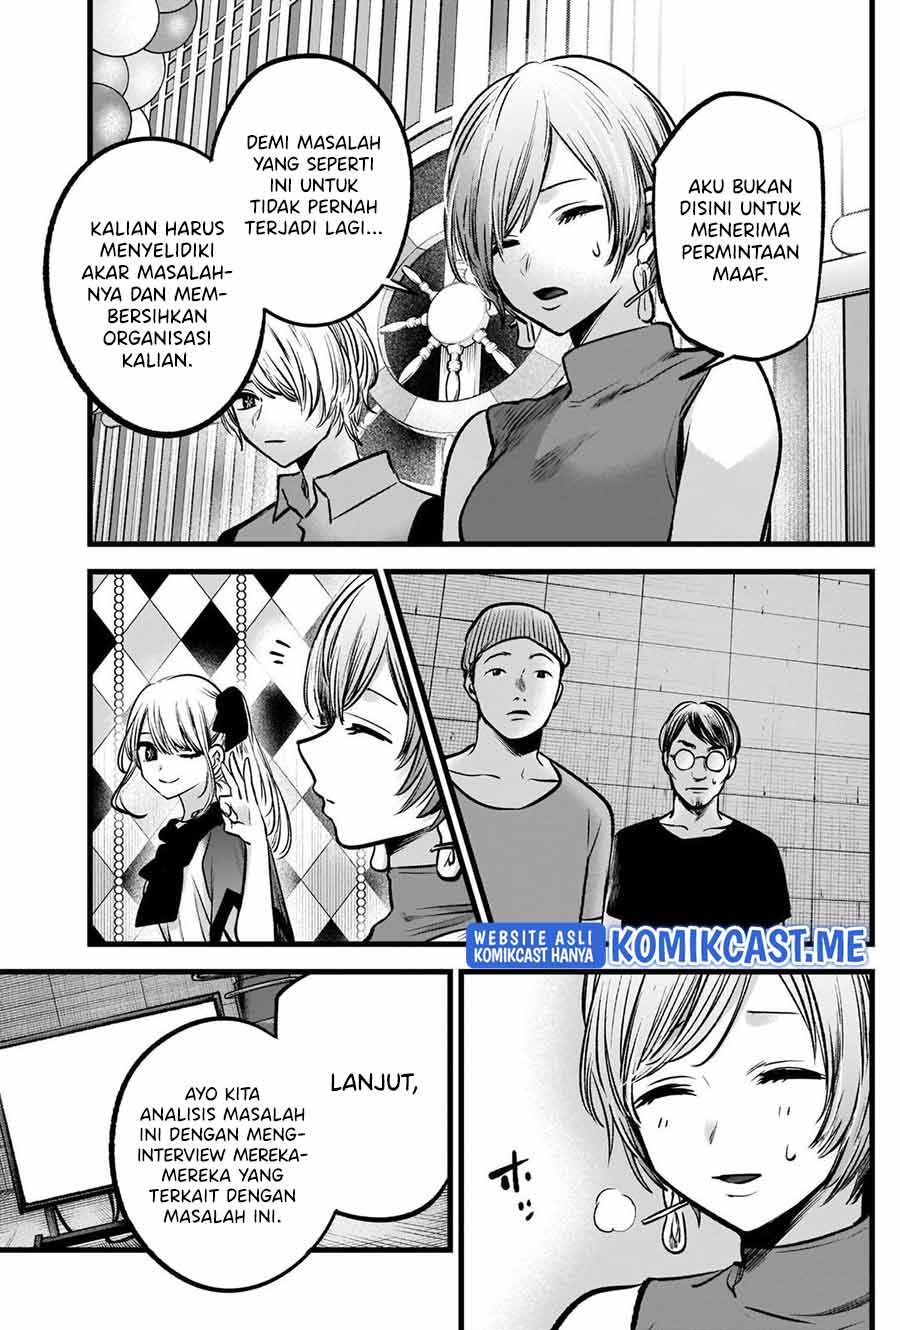 AKU BUKAN
DISINI UNTUK
MENERIMA
PERMINTAAN
MAAF.
DEMI MASALAH
YANG SEPERTI
INI UNTUK
TIDAK PERNAH
TERJADI LAGI...
KALIAN HARUS
MENYELIDIKI
AKAR MASALAH-
NYA DAN MEM-
BERSIHKAN
ORGANISASI
KALIAN.
WEBSITE ASLI
KOMIKCAST HANYA
KOMIKCAST.ME
ホッ
LANJUT,
AYO KITA
ANALISIS MASALAH
INI DENGAN MENG-
INTERVIEW MEREKA-
MEREKA YANG
TERKAIT DENGAN
MASALAH INI.